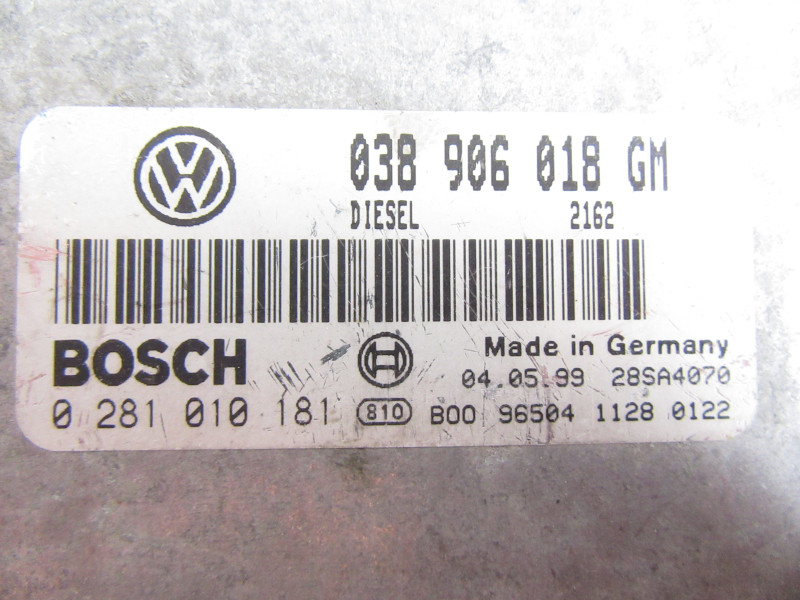 038 906 018 GM
DIESEL 2162
BOSCH
Made in Germany
04.05.99 28SA4070
0 281 010 181 810 B00 96504 1128 0122